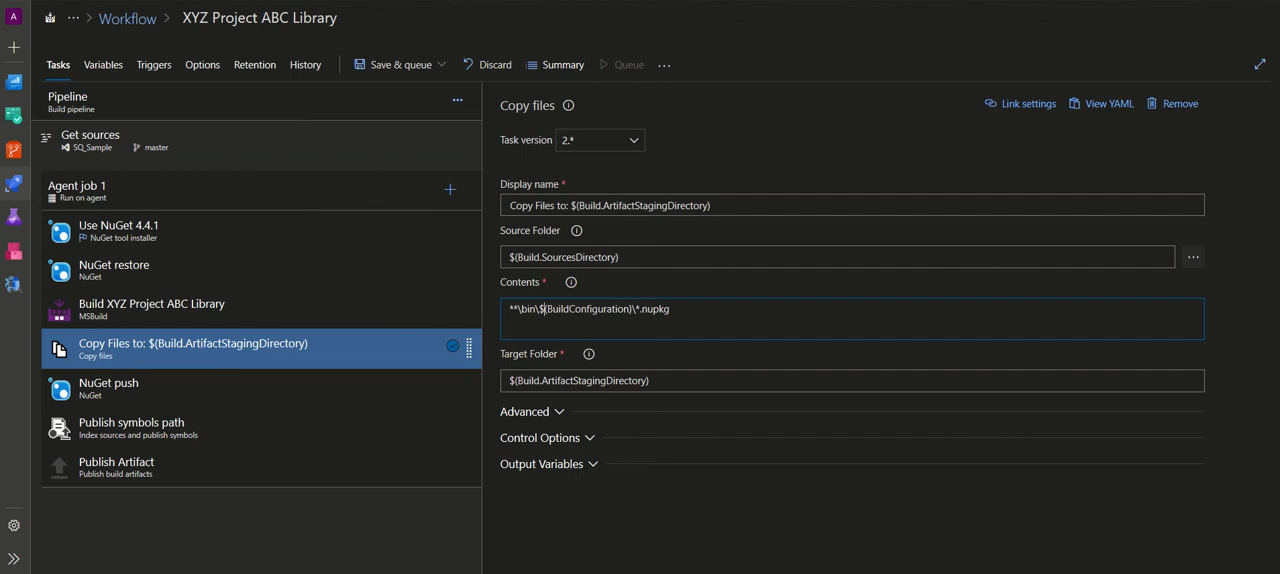 A
··· > Workflow > XYZ Project ABC Library
Tasks Variables Triggers Options Retention History Save & queue Discard Summary Queue ···
Pipeline
Build pipeline
Get sources
SQ_Sample master
Agent job 1
Run on agent
Use NuGet 4.4.1
NuGet tool installer
NuGet restore
NuGet
Build XYZ Project ABC Library
MSBuild
Copy Files to: $(Build.ArtifactStagingDirectory)
Copy files
NuGet push
NuGet
Publish symbols path
Index sources and publish symbols
Publish Artifact
Publish build artifacts
Copy files Link settings View YAML Remove
Task version 2.*
Display name *
Copy Files to: $(Build.ArtifactStagingDirectory)
Source Folder
$(Build.SourcesDirectory)
Contents *
**\bin\$(BuildConfiguration)\*.nupkg
Target Folder *
$(Build.ArtifactStagingDirectory)
Advanced
Control Options
Output Variables